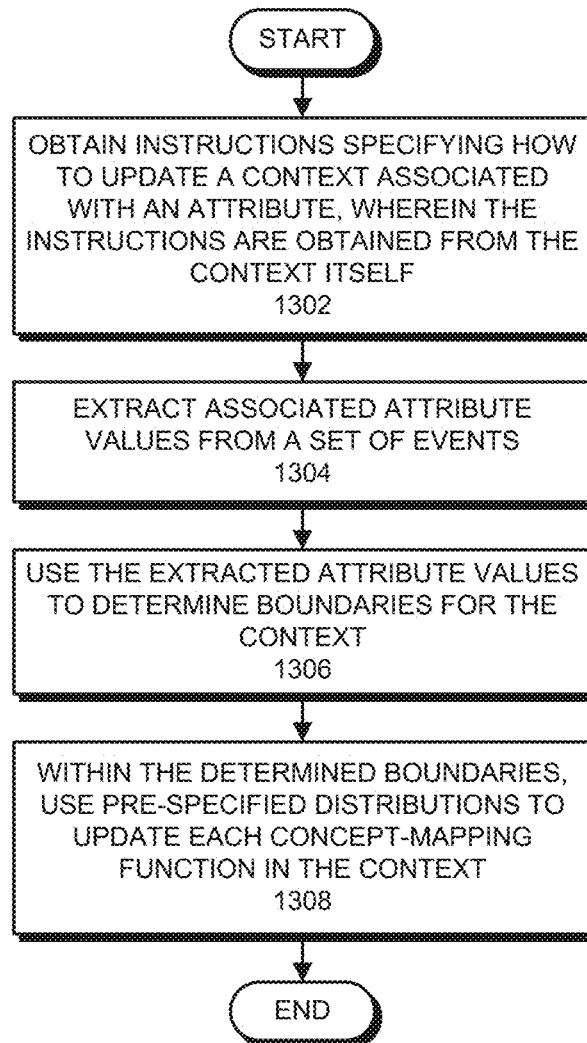 START
OBTAIN INSTRUCTIONS SPECIFYING HOW
TO UPDATE A CONTEXT ASSOCIATED
WITH AN ATTRIBUTE, WHEREIN THE
INSTRUCTIONS ARE OBTAINED FROM THE
CONTEXT ITSELF
1302
EXTRACT ASSOCIATED ATTRIBUTE
VALUES FROM A SET OF EVENTS
1304
USE THE EXTRACTED ATTRIBUTE VALUES
TO DETERMINE BOUNDARIES FOR THE
CONTEXT
1306
WITHIN THE DETERMINED BOUNDARIES,
USE PRE-SPECIFIED DISTRIBUTIONS TO
UPDATE EACH CONCEPT-MAPPING
FUNCTION IN THE CONTEXT
1308
END